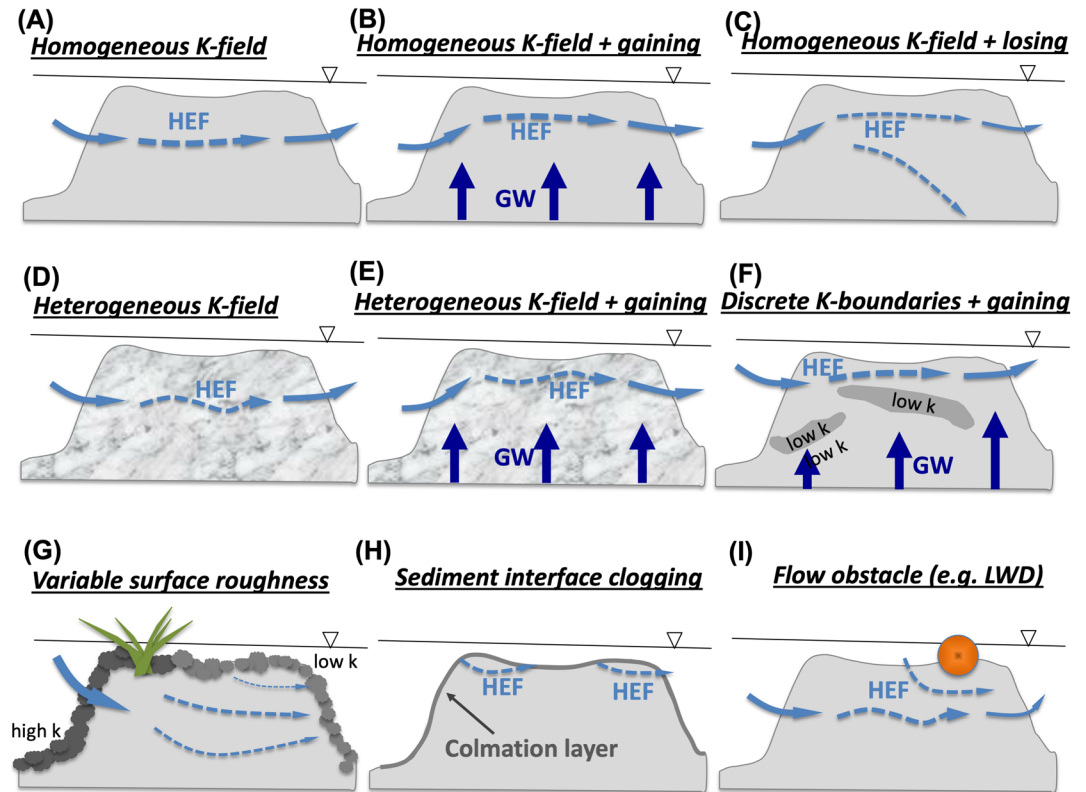 (A)
Homogeneous K-field
HEF
(B)
Homogeneous K-field + gaining
HEF
GW
(C)
Homogeneous K-field + losing
HEF
(D)
Heterogeneous K-field
HEF
(E)
Heterogeneous K-field + gaining
HEF
GW
(F)
Discrete K-boundaries + gaining
HEF
low k
low k
low k
GW
(G)
Variable surface roughness
low k
high k
(H)
Sediment interface clogging
HEF
HEF
Colmation layer
(I)
Flow obstacle (e.g. LWD)
HEF